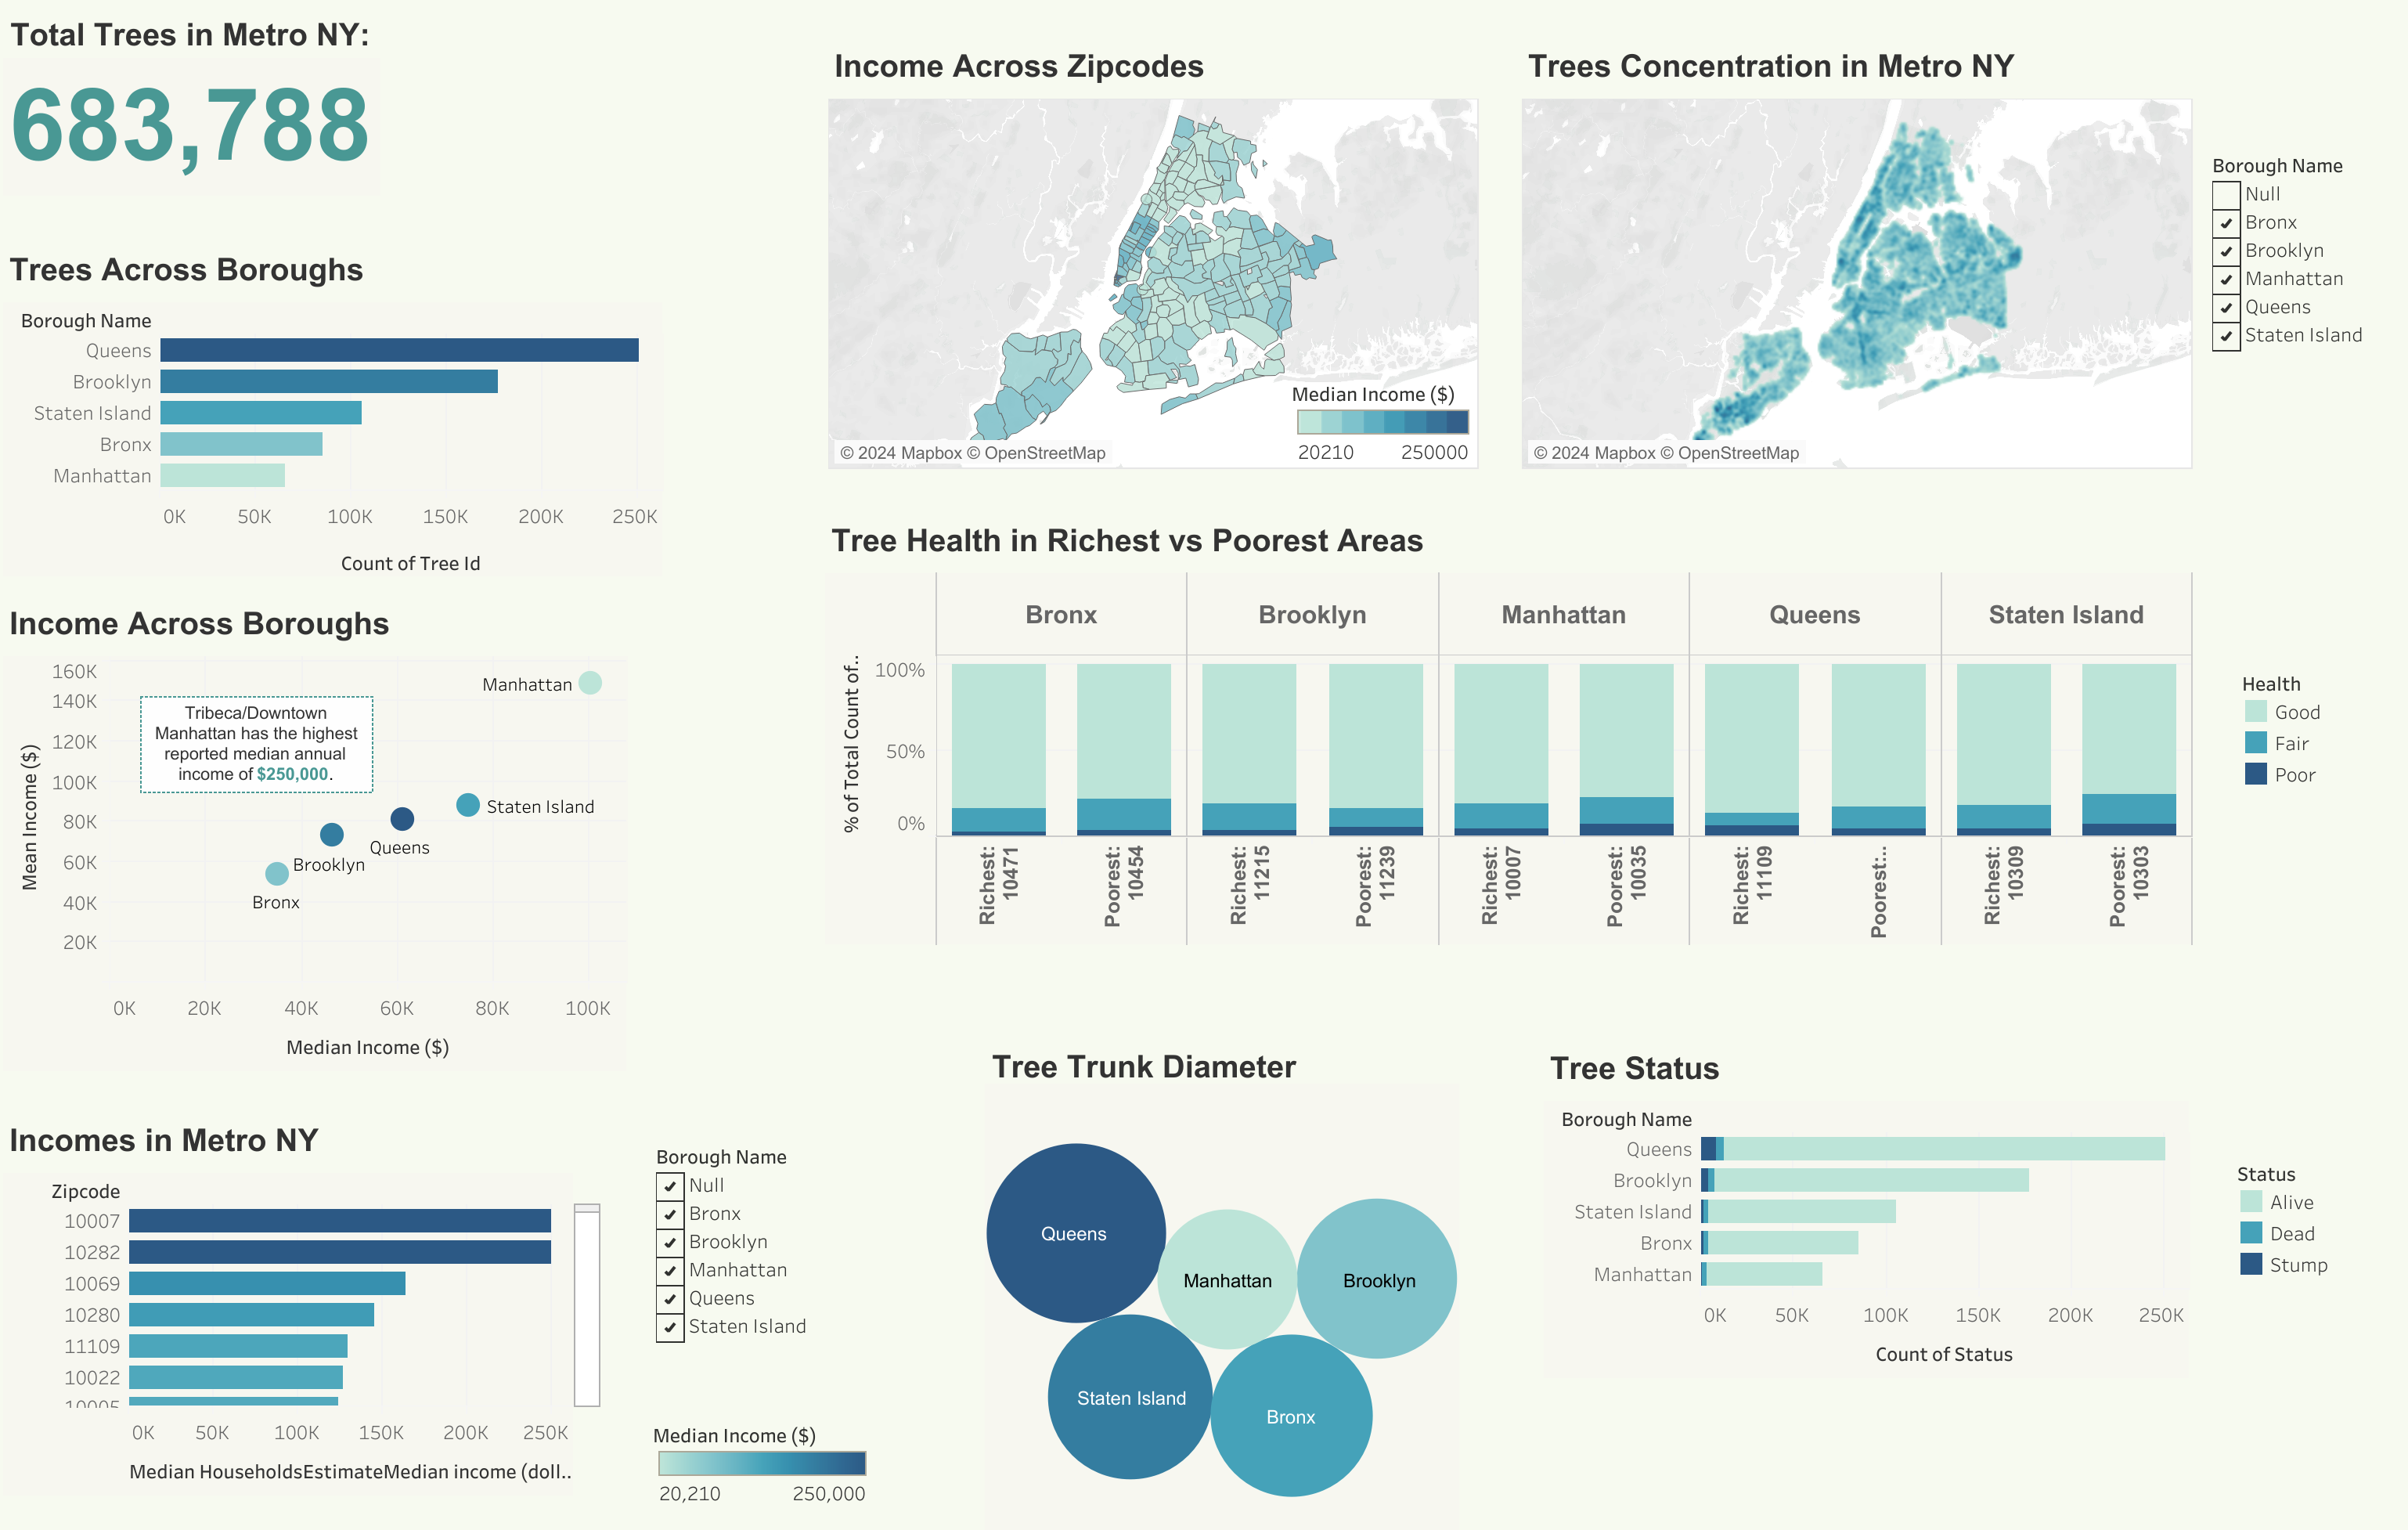 Total Trees in Metro NY:
683,788
Trees Across Boroughs
Borough Name
Queens
Brooklyn
Staten Island
Bronx
Manhattan
0K 50K 100K 150K 200K 250K
Count of Tree Id
Income Across Boroughs
Mean Income ($)
160K
140K
120K
100K
80K
60K
40K
20K
Tribeca/Downtown
Manhattan has the highest
reported median annual
income of $250,000.
Manhattan
Staten Island
Queens
Brooklyn
Bronx
0K 20K 40K 60K 80K 100K
Median Income ($)
Incomes in Metro NY
Zipcode
10007
10282
10069
10280
11109
10022
10005
0K 50K 100K 150K 200K 250K
Median HouseholdsEstimateMedian income (doll..
Borough Name
Null
Bronx
Brooklyn
Manhattan
Queens
Staten Island
Median Income ($)
20,210 250,000
Income Across Zipcodes
Median Income ($)
20210 250000
© 2024 Mapbox © OpenStreetMap
Trees Concentration in Metro NY
© 2024 Mapbox © OpenStreetMap
Borough Name
Null
Bronx
Brooklyn
Manhattan
Queens
Staten Island
Tree Health in Richest vs Poorest Areas
Bronx Brooklyn Manhattan Queens Staten Island
% of Total Count of..
100%
50%
0%
Richest:
10471
Poorest:
10454
Richest:
11215
Poorest:
11239
Richest:
10007
Poorest:
10035
Richest:
11109
Poorest:...
Richest:
10309
Poorest:
10303
Health
Good
Fair
Poor
Tree Trunk Diameter
Queens
Manhattan
Brooklyn
Staten Island
Bronx
Tree Status
Borough Name
Queens
Brooklyn
Staten Island
Bronx
Manhattan
0K 50K 100K 150K 200K 250K
Count of Status
Status
Alive
Dead
Stump